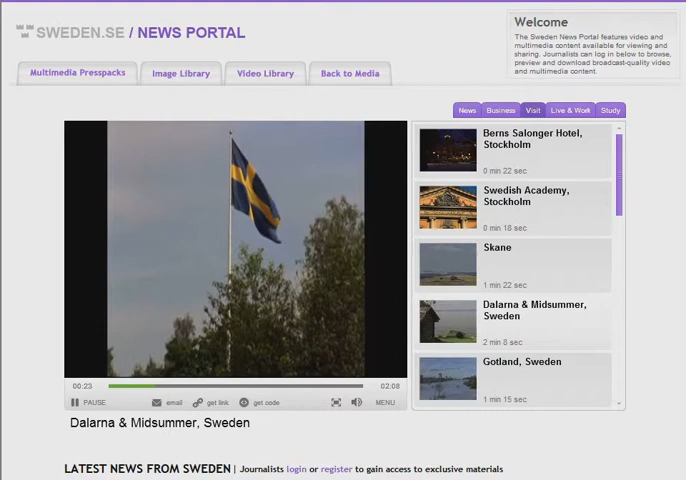 SWEDEN.SE / NEWS PORTAL
Welcome
The Sweden News Portal features video and
multimedia content available for viewing and
sharing. Journalists can log in below to browse,
preview and download broadcast-quality video
and multimedia content.
Multimedia Presspacks
Image Library
Video Library
Back to Media
News
Business
Visit
Live & Work
Study
Berns Salonger Hotel,
Stockholm
0 min 22 sec
Swedish Academy,
Stockholm
0 min 18 sec
Skane
1 min 22 sec
Dalarna & Midsummer,
Sweden
2 min 8 sec
Gotland, Sweden
1 min 15 sec
00:23
02:08
PAUSE
email
get link
get code
MENU
Dalarna & Midsummer, Sweden
LATEST NEWS FROM SWEDEN | Journalists login or register to gain access to exclusive materials